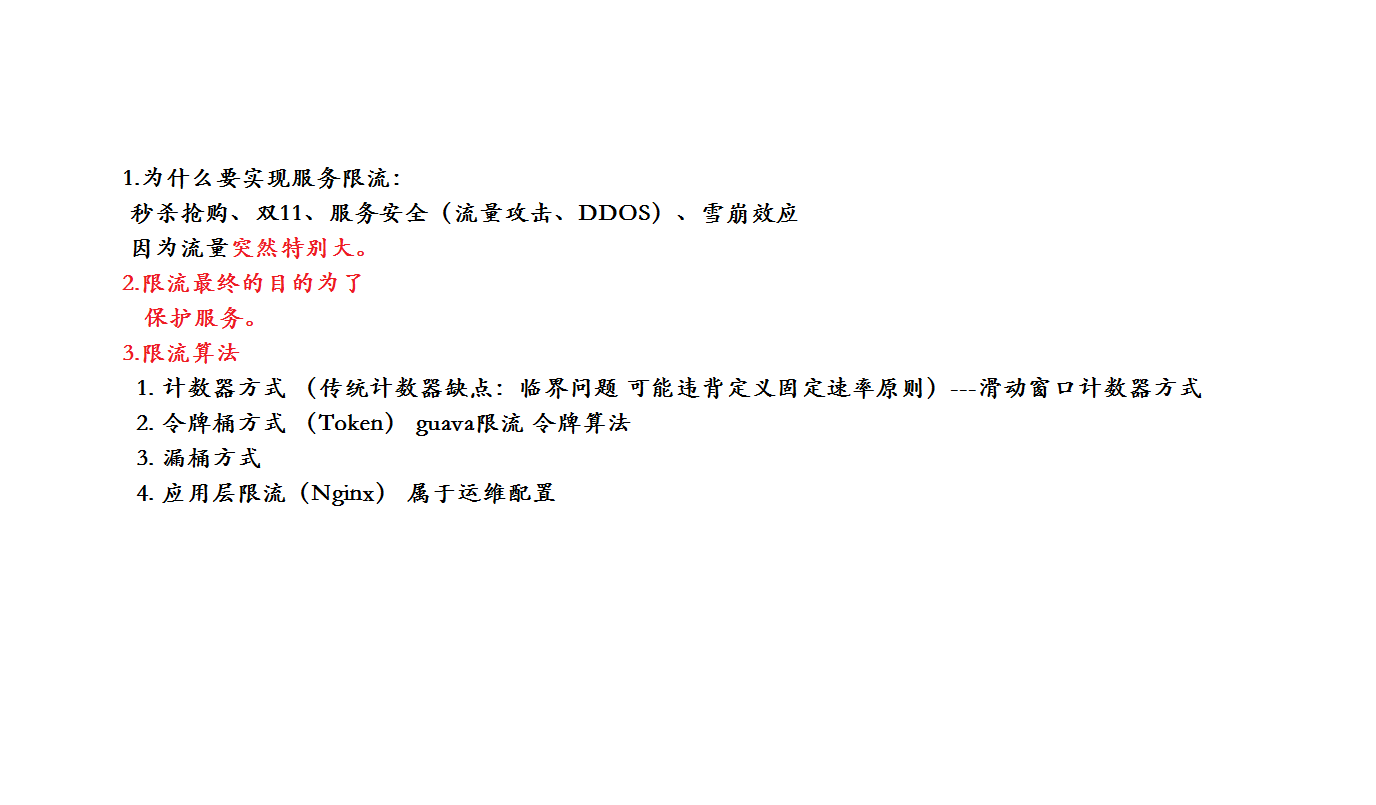 1.为什么要实现服务限流：
秒杀抢购、双11、服务安全（流量攻击、DDOS）、雪崩效应
因为流量突然特别大。
2.限流最终的目的为了
保护服务。
3.限流算法
1. 计数器方式 （传统计数器缺点：临界问题 可能违背定义固定速率原则）---滑动窗口计数器方式
2. 令牌桶方式 （Token） guava限流 令牌算法
3. 漏桶方式
4. 应用层限流（Nginx） 属于运维配置